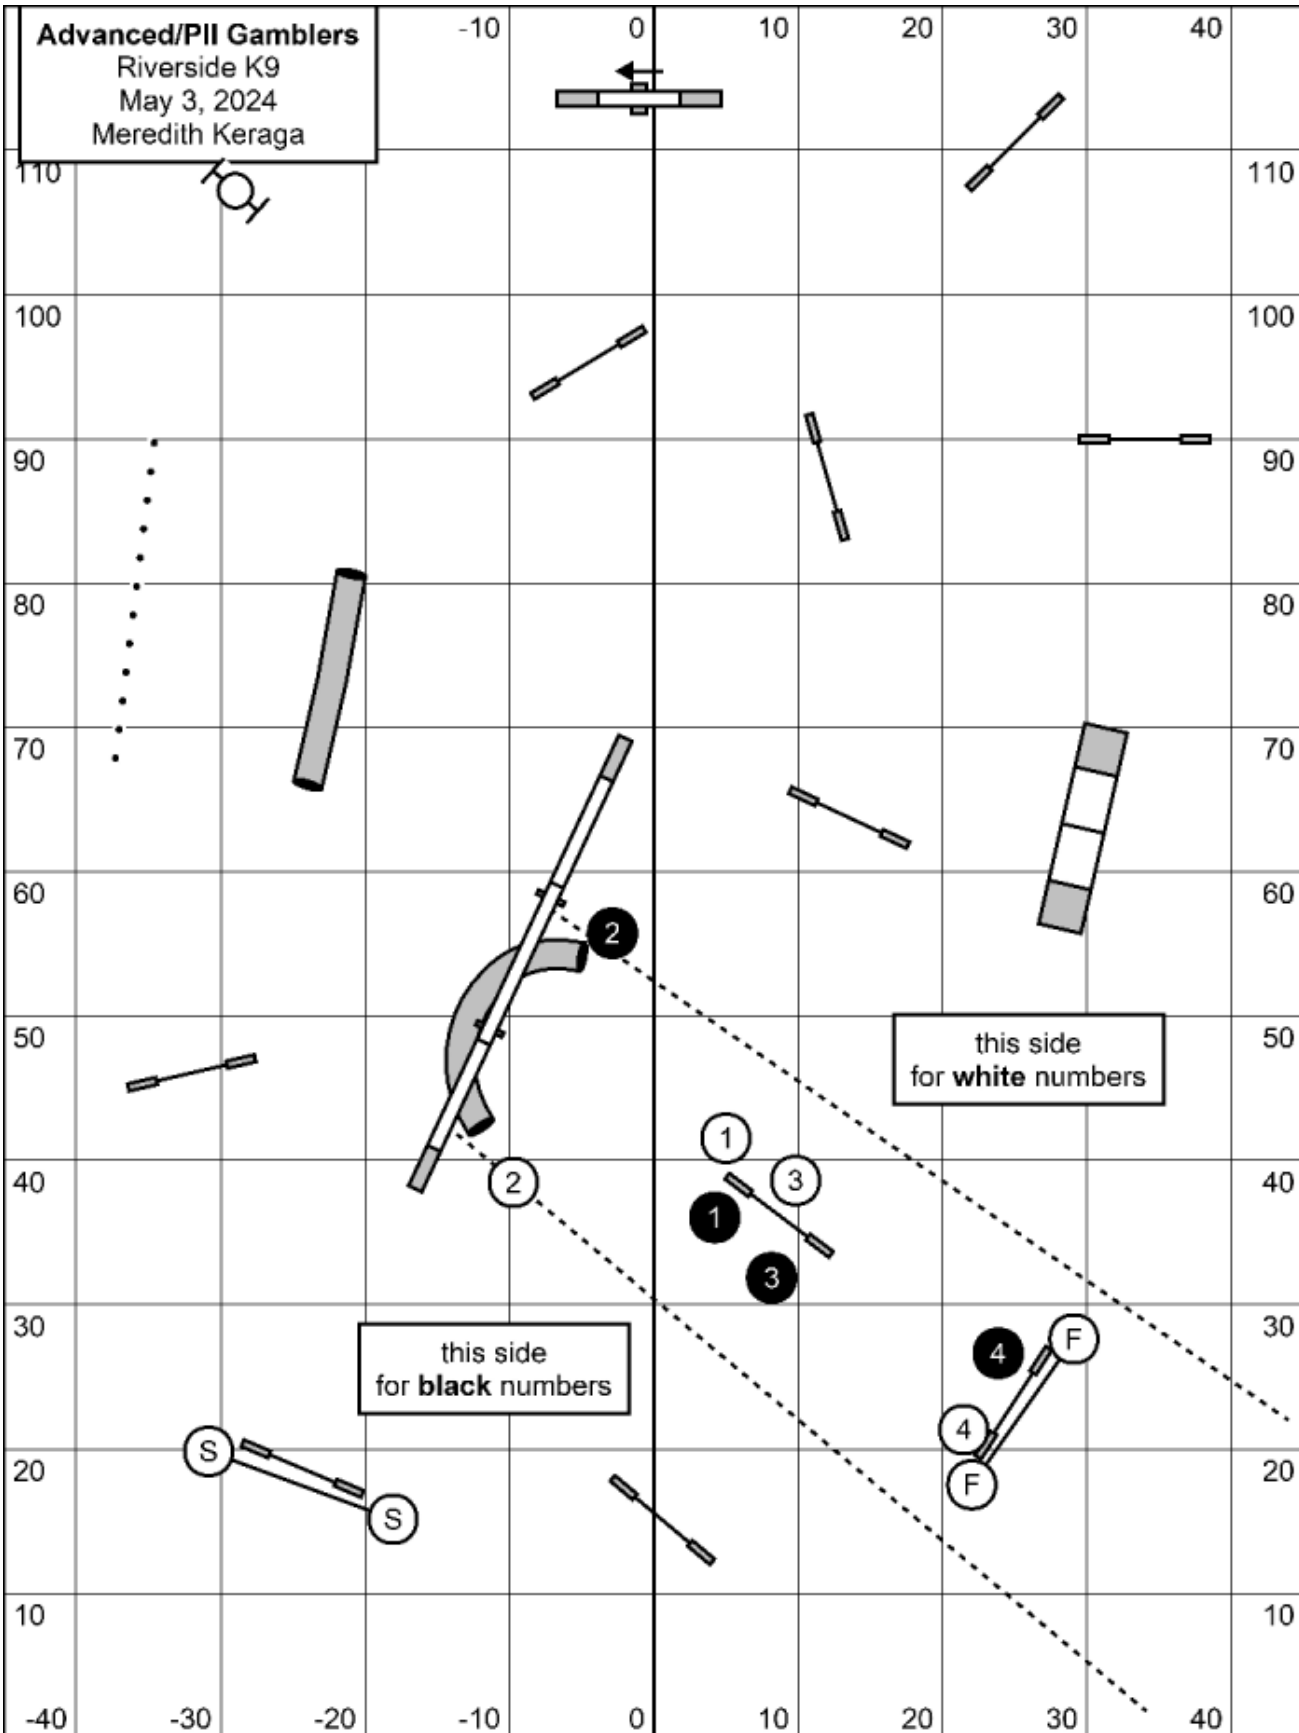 Advanced/PII Gamblers
Riverside K9
May 3, 2024
Meredith Keraga
-10 0 10 20 30 40
110 110
100 100
90 90
80 80
70 70
60 60
2
50 50
this side
for white numbers
1
40 3 40
2
1
3
30 30
4 F
this side
for black numbers
4
20 S 20
F
S
10 10
-40 -30 -20 -10 0 10 20 30 40